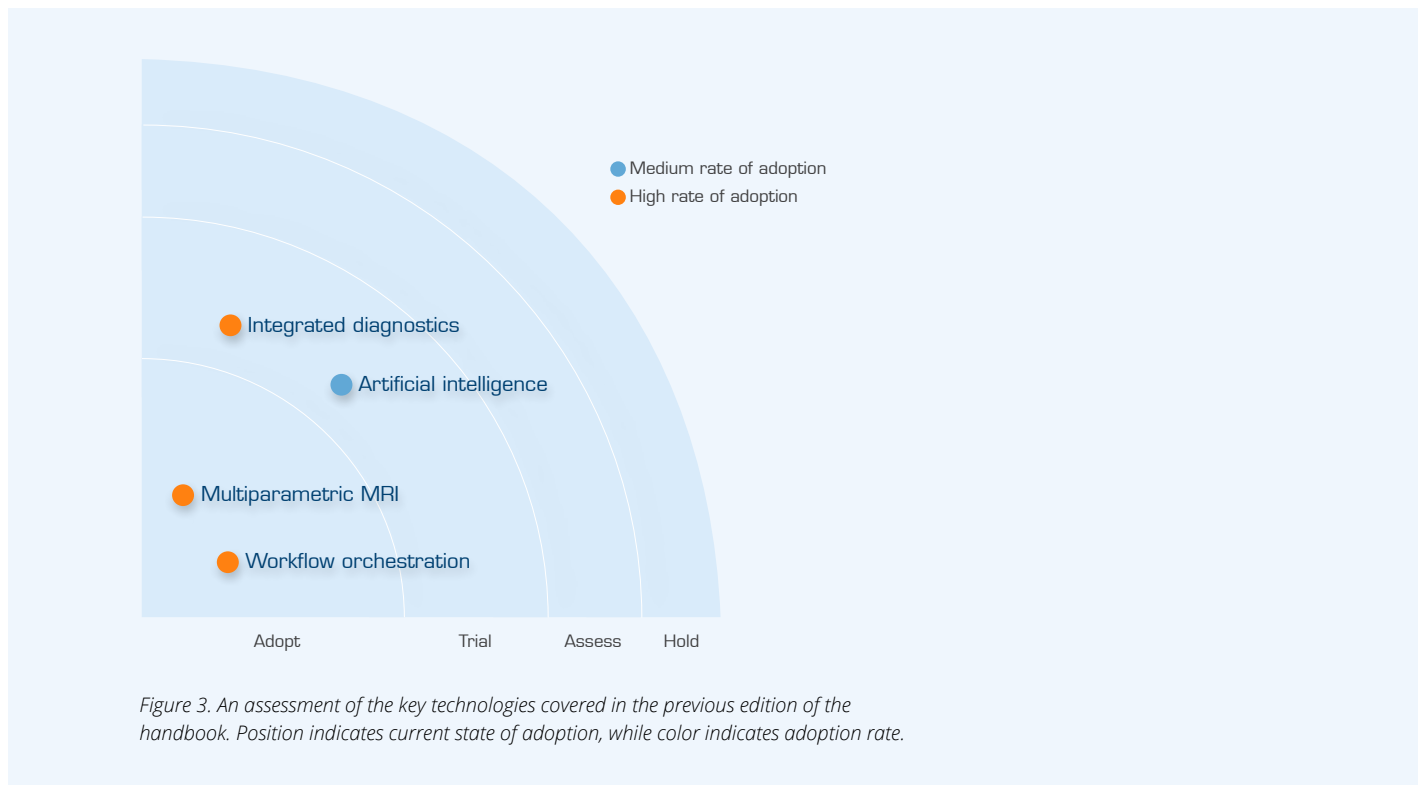 Medium rate of adoption
High rate of adoption
Integrated diagnostics
Artificial intelligence
Multiparametric MRI
Workflow orchestration
Adopt
Trial
Assess
Hold
Figure 3. An assessment of the key technologies covered in the previous edition of the
handbook. Position indicates current state of adoption, while color indicates adoption rate.